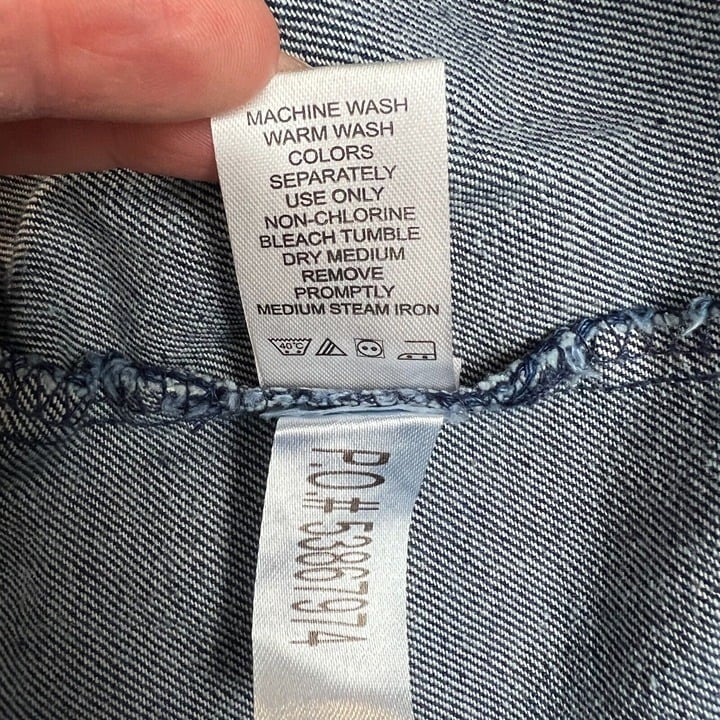 MACHINE WASH
WARM WASH
COLORS
SEPARATELY
USE ONLY
NON-CHLORINE
BLEACH TUMBLE
DRY MEDIUM
REMOVE
PROMPTLY
MEDIUM STEAM IRON
40°C
P.O.# 53867974